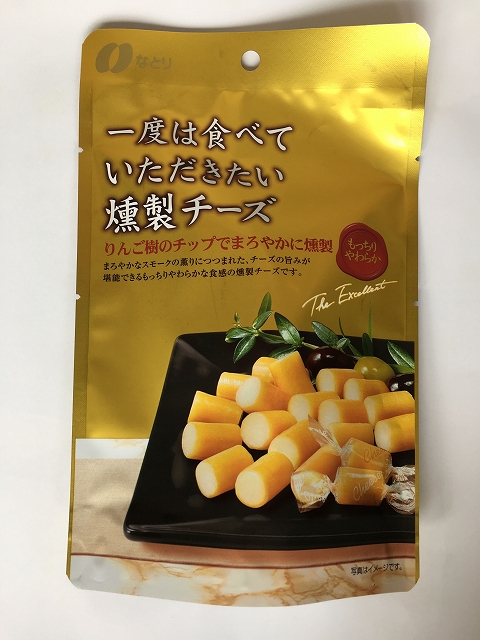 なとり
一度は食べて
いただきたい
燻製チーズ
りんご樹のチップでまろやかに燻製
もっちり
やわらか
まろやかなスモークの薫りにつつまれた、チーズの旨みが
堪能できるもっちりやわらかな食感の燻製チーズです。
The Excellent
写真はイメージです。